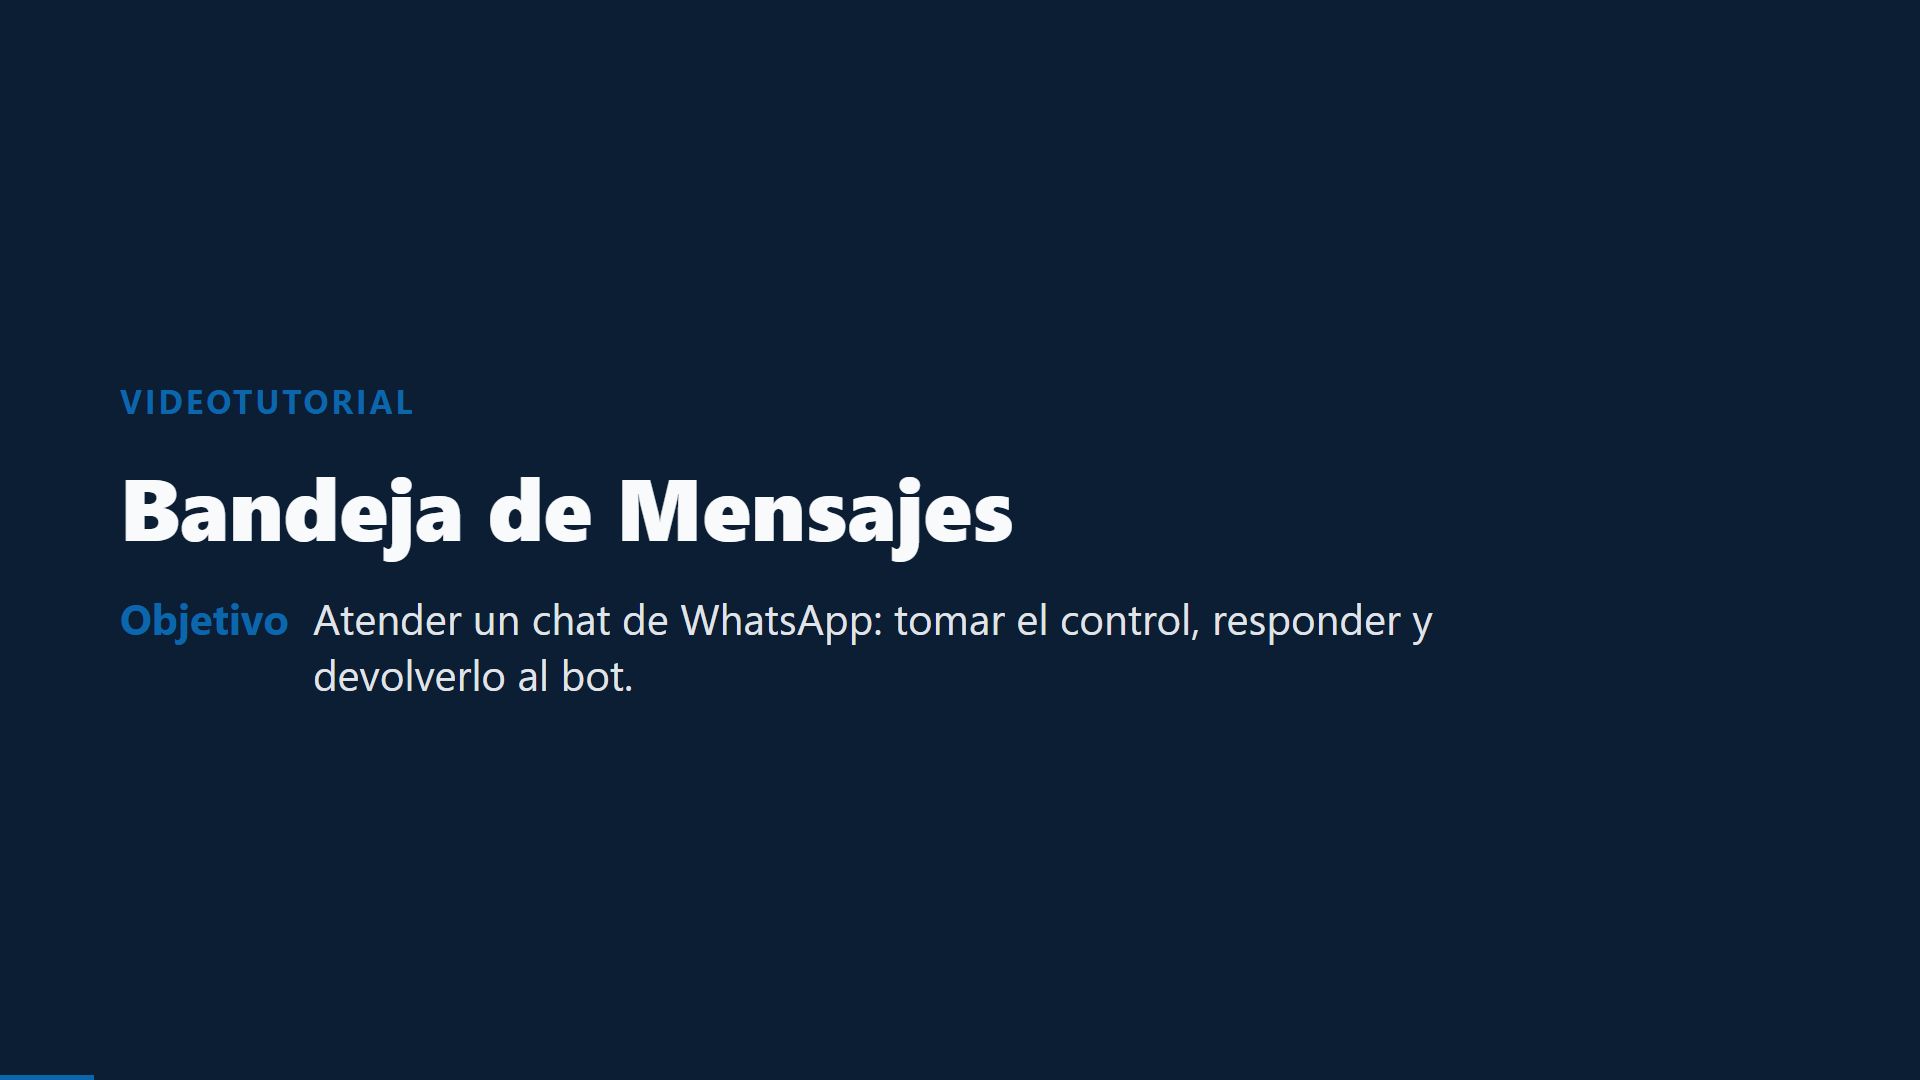 VIDEOTUTORIAL
Bandeja de Mensajes
Objetivo Atender un chat de WhatsApp: tomar el control, responder y
devolverlo al bot.